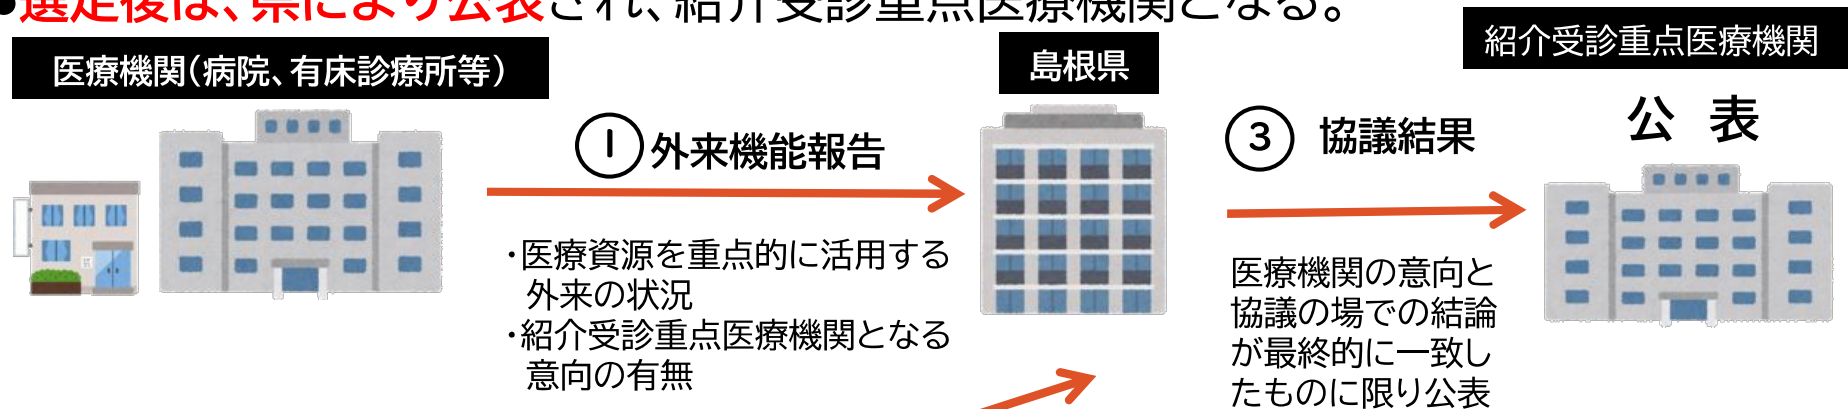 ●選定後は、県により公表され、紹介受診重点医療機関となる。
医療機関(病院、有床診療所等)
島根県
紹介受診重点医療機関
① 外来機能報告
③ 協議結果
公 表
・医療資源を重点的に活用する
外来の状況
・紹介受診重点医療機関となる
意向の有無
医療機関の意向と
協議の場での結論
が最終的に一致し
たものに限り公表